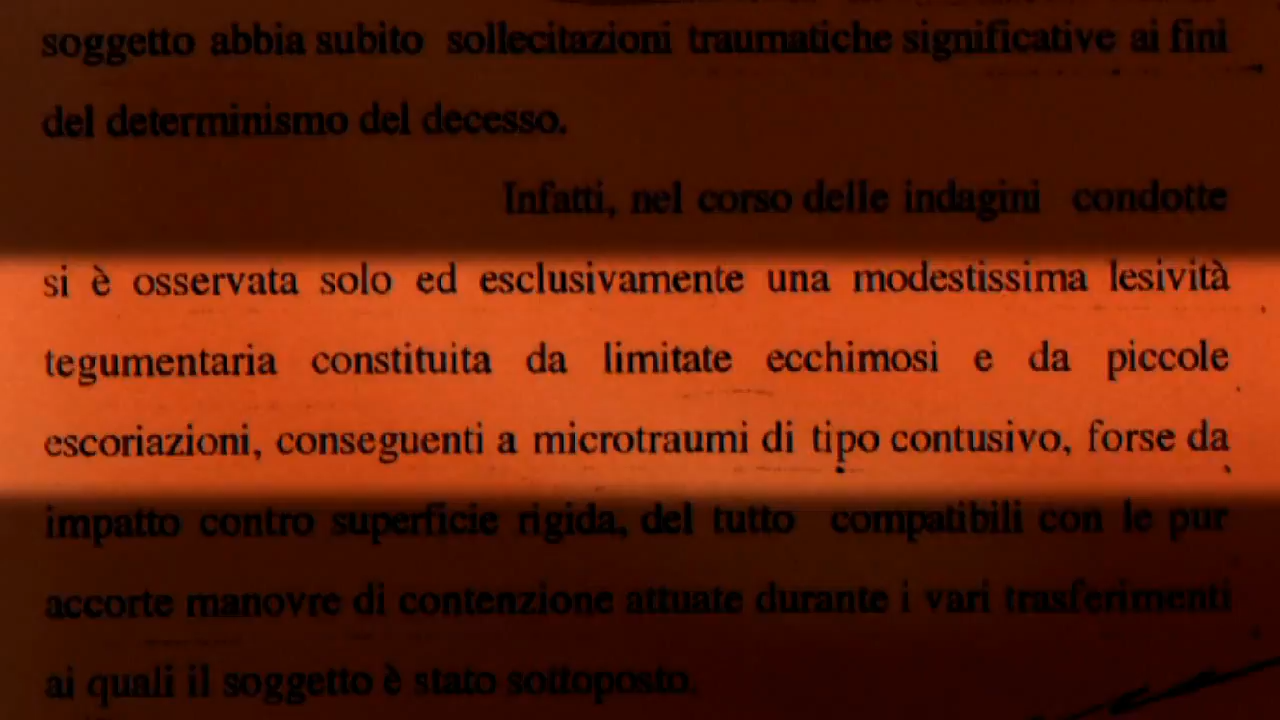 soggetto abbia subito sollecitazioni traumatiche significative ai fini
del determinismo del decesso.
Infatti, nel corso delle indagini condotte
si è osservata solo ed esclusivamente una modestissima lesività
tegumentaria constituita da limitate ecchimosi e da piccole
escoriazioni, conseguenti a microtraumi di tipo contusivo, forse da
impatto contro superficie rigida, del tutto compatibili con le pur
accorte manovre di contenzione attuate durante i vari trasferimenti
ai quali il soggetto è stato sottoposto.